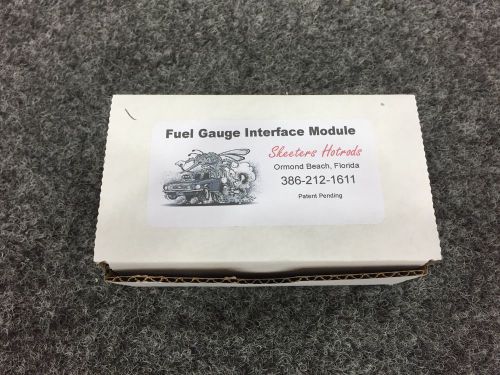 Fuel Gauge Interface Module
Skeeters Hotrods
Ormond Beach, Florida
386-212-1611
Patent Pending